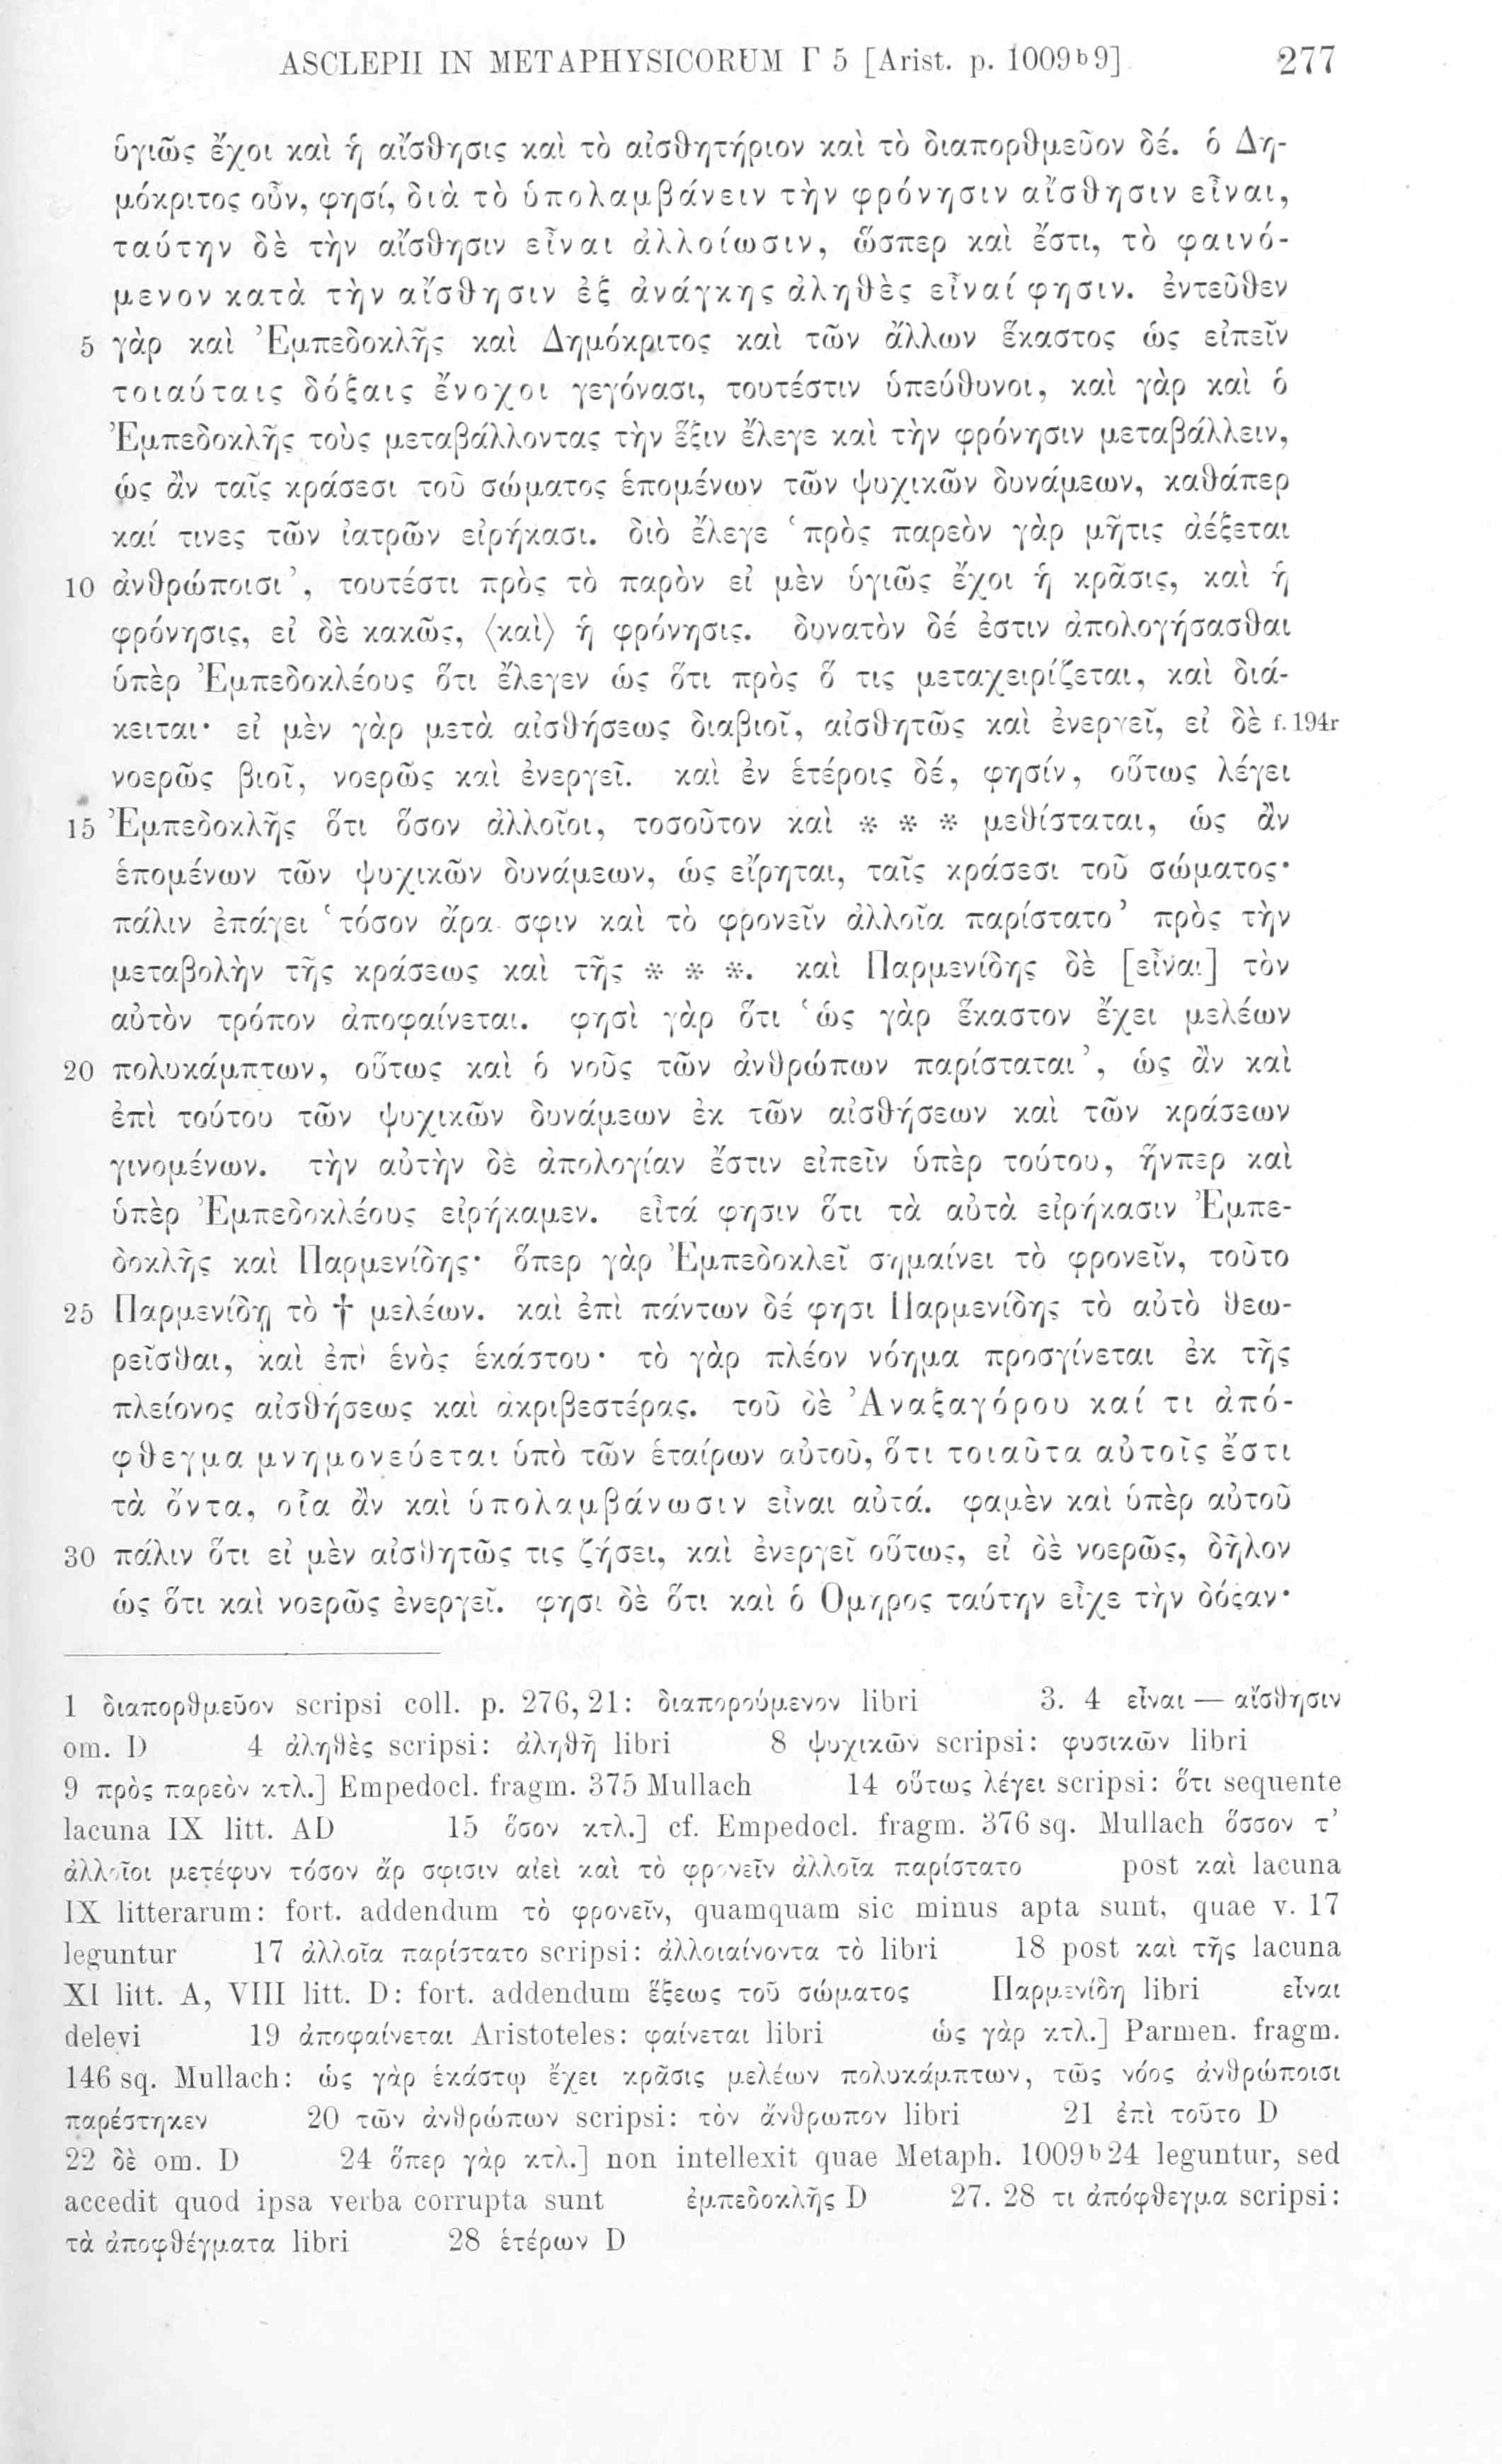 ASCLEPII IN METAPHYSICORUM Γ 5 [Arist. p. 1009b9] 277
ὑγιῶς ἔχοι καὶ ἡ αἴσθησις καὶ τὸ αἰσθητήριον καὶ τὸ διαπορθμεῦον δέ. ὁ Δη-
μόκριτος οὖν, φησί, διὰ τὸ ὑπολαμβάνειν τὴν φρόνησιν αἴσθησιν εἶναι,
ταύτην δὲ τὴν αἴσθησιν εἶναι ἀλλοίωσιν, ὥσπερ καὶ ἔστι, τὸ φαινό-
μενον κατὰ τὴν αἴσθησιν ἐξ ἀνάγκης ἀληθὲς εἶναί φησιν. ἐντεῦθεν
5 γὰρ καὶ Ἐμπεδοκλῆς καὶ Δημόκριτος καὶ τῶν ἄλλων ἕκαστος ὡς εἰπεῖν
τοιαύταις δόξαις ἔνοχοι γεγόνασι, τουτέστιν ὑπεύθυνοι, καὶ γὰρ καὶ ὁ
Ἐμπεδοκλῆς τοὺς μεταβάλλοντας τὴν ἕξιν ἔλεγε καὶ τὴν φρόνησιν μεταβάλλειν,
ὡς ἂν ταῖς κράσεσι τοῦ σώματος ἑπομένων τῶν ψυχικῶν δυνάμεων, καθάπερ
καί τινες τῶν ἰατρῶν εἰρήκασι. διὸ ἔλεγε ‘πρὸς παρεὸν γὰρ μῆτις ἀέξεται
10 ἀνθρώποισι’, τουτέστι πρὸς τὸ παρὸν εἰ μὲν ὑγιῶς ἔχοι ἡ κρᾶσις, καὶ ἡ
φρόνησις, εἰ δὲ κακῶς, ⟨καὶ⟩ ἡ φρόνησις. δυνατὸν δέ ἐστιν ἀπολογήσασθαι
ὑπὲρ Ἐμπεδοκλέους ὅτι ἔλεγεν ὡς ὅτι πρὸς ὅ τις μεταχειρίζεται, καὶ διά-
κειται· εἰ μὲν γὰρ μετὰ αἰσθήσεως διαβιοῖ, αἰσθητῶς καὶ ἐνεργεῖ, εἰ δὲ f.194r
νοερῶς βιοῖ, νοερῶς καὶ ἐνεργεῖ. καὶ ἐν ἑτέροις δέ, φησίν, οὕτως λέγει
15 Ἐμπεδοκλῆς ὅτι ὅσον ἀλλοῖοι, τοσοῦτον καὶ * * * μεθίσταται, ὡς ἂν
ἑπομένων τῶν ψυχικῶν δυνάμεων, ὡς εἴρηται, ταῖς κράσεσι τοῦ σώματος·
πάλιν ἐπάγει ‘τόσον ἄρα σφιν καὶ τὸ φρονεῖν ἀλλοῖα παρίστατο’ πρὸς τὴν
μεταβολὴν τῆς κράσεως καὶ τῆς * * *. καὶ Παρμενίδης δὲ [εἶναι] τὸν
αὐτὸν τρόπον ἀποφαίνεται. φησὶ γὰρ ὅτι ‘ὡς γὰρ ἕκαστον ἔχει μελέων
20 πολυκάμπτων, οὕτως καὶ ὁ νοῦς τῶν ἀνθρώπων παρίσταται’, ὡς ἂν καὶ
ἐπὶ τούτου τῶν ψυχικῶν δυνάμεων ἐκ τῶν αἰσθήσεων καὶ τῶν κράσεων
γινομένων. τὴν αὐτὴν δὲ ἀπολογίαν ἔστιν εἰπεῖν ὑπὲρ τούτου, ἥνπερ καὶ
ὑπὲρ Ἐμπεδοκλέους εἰρήκαμεν. εἶτά φησιν ὅτι τὰ αὐτὰ εἰρήκασιν Ἐμπε-
δοκλῆς καὶ Παρμενίδης· ὅπερ γὰρ Ἐμπεδοκλεῖ σημαίνει τὸ φρονεῖν, τοῦτο
25 Παρμενίδῃ τὸ † μελέων. καὶ ἐπὶ πάντων δέ φησι Παρμενίδης τὸ αὐτὸ θεω-
ρεῖσθαι, καὶ ἐπὶ ἑνὸς ἑκάστου· τὸ γὰρ πλέον νόημα προσγίνεται ἐκ τῆς
πλείονος αἰσθήσεως καὶ ἀκριβεστέρας. τοῦ δὲ Ἀναξαγόρου καί τι ἀπό-
φθεγμα μνημονεύεται ὑπὸ τῶν ἑταίρων αὐτοῦ, ὅτι τοιαῦτα αὐτοῖς ἔστι
τὰ ὄντα, οἷα ἂν καὶ ὑπολαμβάνωσιν εἶναι αὐτά. φαμὲν καὶ ὑπὲρ αὐτοῦ
30 πάλιν ὅτι εἰ μὲν αἰσθητῶς τις ζήσει, καὶ ἐνεργεῖ οὕτως, εἰ δὲ νοερῶς, δῆλον
ὡς ὅτι καὶ νοερῶς ἐνεργεῖ. φησι δὲ ὅτι καὶ ὁ Ὅμηρος ταύτην εἶχε τὴν δόξαν·
1 διαπορθμεῦον scripsi coll. p. 276,21: διαπορούμενον libri 3. 4 εἶναι — αἴσθησιν
om. D 4 ἀληθὲς scripsi: ἀληθῆ libri 8 ψυχικῶν scripsi: φυσικῶν libri
9 πρὸς παρεὸν κτλ.] Empedocl. fragm. 375 Mullach 14 οὕτως λέγει scripsi: ὅτι sequente
lacuna IX litt. AD 15 ὅσον κτλ.] cf. Empedocl. fragm. 376 sq. Mullach ὅσσον τ’
ἀλλοῖοι μετέφυν τόσον ἄρ σφισιν αἰεὶ καὶ τὸ φρονεῖν ἀλλοῖα παρίστατο post καὶ lacuna
IX litterarum: fort. addendum τὸ φρονεῖν, quamquam sic minus apta sunt, quae v. 17
leguntur 17 ἀλλοῖα παρίστατο scripsi: ἀλλοιαίνοντα τὸ libri 18 post καὶ τῆς lacuna
XI litt. A, VIII litt. D: fort. addendum ἕξεως τοῦ σώματος Παρμενίδη libri εἶναι
delevi 19 ἀποφαίνεται Aristoteles: φαίνεται libri ὡς γὰρ κτλ.] Parmen. fragm.
146 sq. Mullach: ὡς γὰρ ἑκάστῳ ἔχει κρᾶσις μελέων πολυκάμπτων, τῶς νόος ἀνθρώποισι
παρέστηκεν 20 τῶν ἀνθρώπων scripsi: τὸν ἄνθρωπον libri 21 ἐπὶ τοῦτο D
22 δὲ om. D 24 ὅπερ γὰρ κτλ.] non intellexit quae Metaph. 1009b24 leguntur, sed
accedit quod ipsa verba corrupta sunt ἐμπεδοκλῆς D 27. 28 τι ἀπόφθεγμα scripsi:
τὰ ἀποφθέγματα libri 28 ἑτέρων D